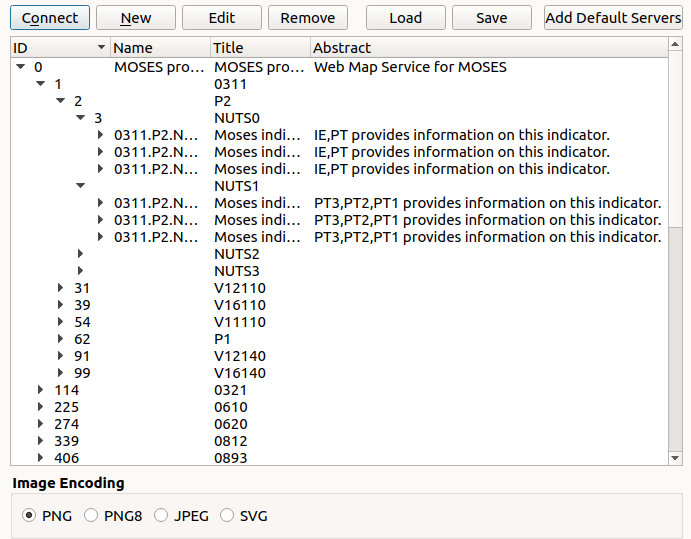 Connect New Edit Remove Load Save Add Default Servers
ID Name Title Abstract
0 MOSES pro... MOSES pro... Web Map Service for MOSES
1 0311
2 P2
3 NUTS0
0311.P2.N... Moses indi... IE,PT provides information on this indicator.
0311.P2.N... Moses indi... IE,PT provides information on this indicator.
0311.P2.N... Moses indi... IE,PT provides information on this indicator.
NUTS1
0311.P2.N... Moses indi... PT3,PT2,PT1 provides information on this indicator.
0311.P2.N... Moses indi... PT3,PT2,PT1 provides information on this indicator.
0311.P2.N... Moses indi... PT3,PT2,PT1 provides information on this indicator.
NUTS2
NUTS3
31 V12110
39 V16110
54 V11110
62 P1
91 V12140
99 V16140
114 0321
225 0610
274 0620
339 0812
406 0893
Image Encoding
PNG PNG8 JPEG SVG